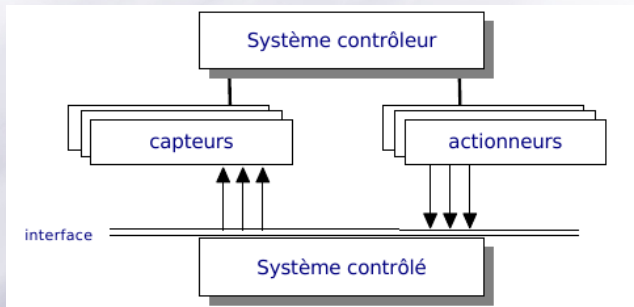 Système contrôleur
capteurs
actionneurs
interface
Système contrôlé